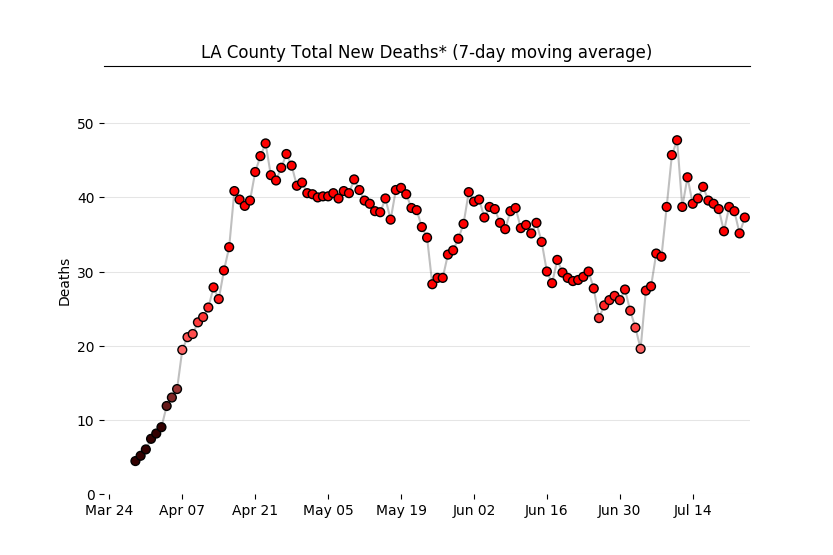 LA County Total New Deaths* (7-day moving average)
50
40
30
20
10
0
Deaths
Mar 24 Apr 07 Apr 21 May 05 May 19 Jun 02 Jun 16 Jun 30 Jul 14